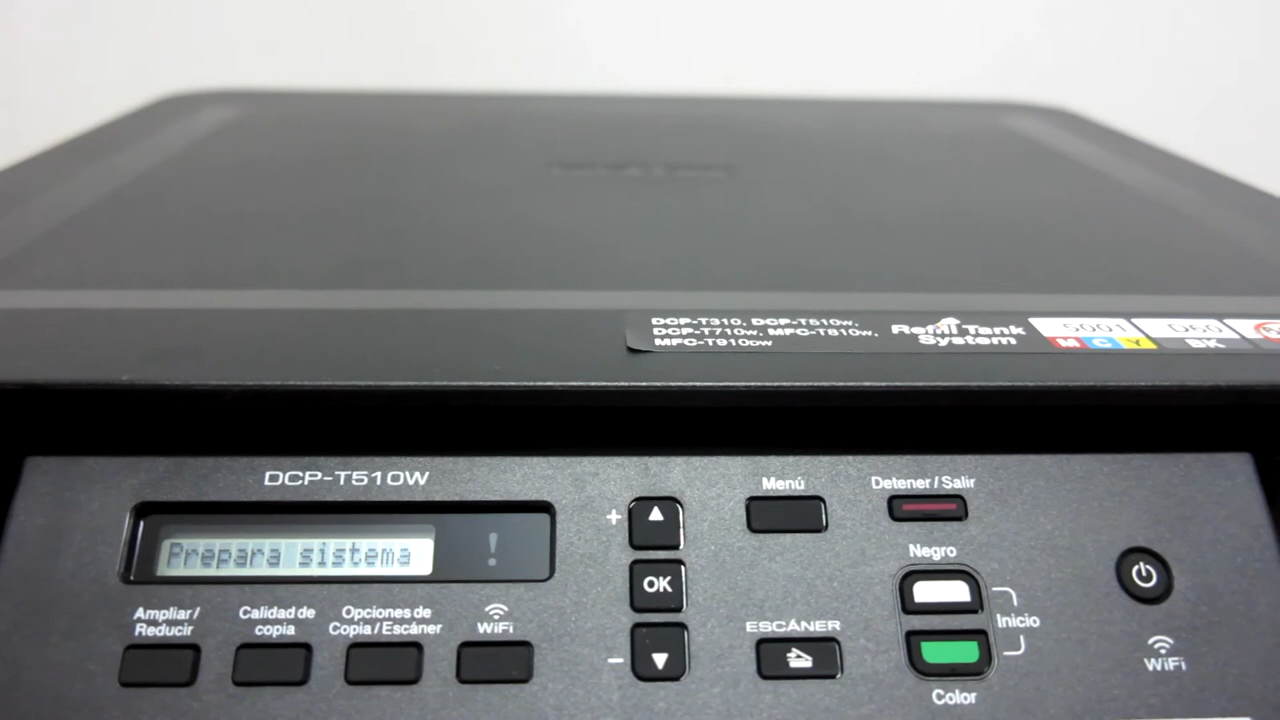 DCP-T310, DCP-T510W,
DCP-T710W, MFC-T810W,
MFC-T910DW
Refill Tank
System
5001
M C Y
D60
BK
DCP-T510W
Prepara sistema
!
Ampliar /
Reducir
Calidad de
copia
Opciones de
Copia / Escáner
WiFi
+
OK
−
Menú
ESCÁNER
Detener / Salir
Negro
Inicio
Color
WiFi